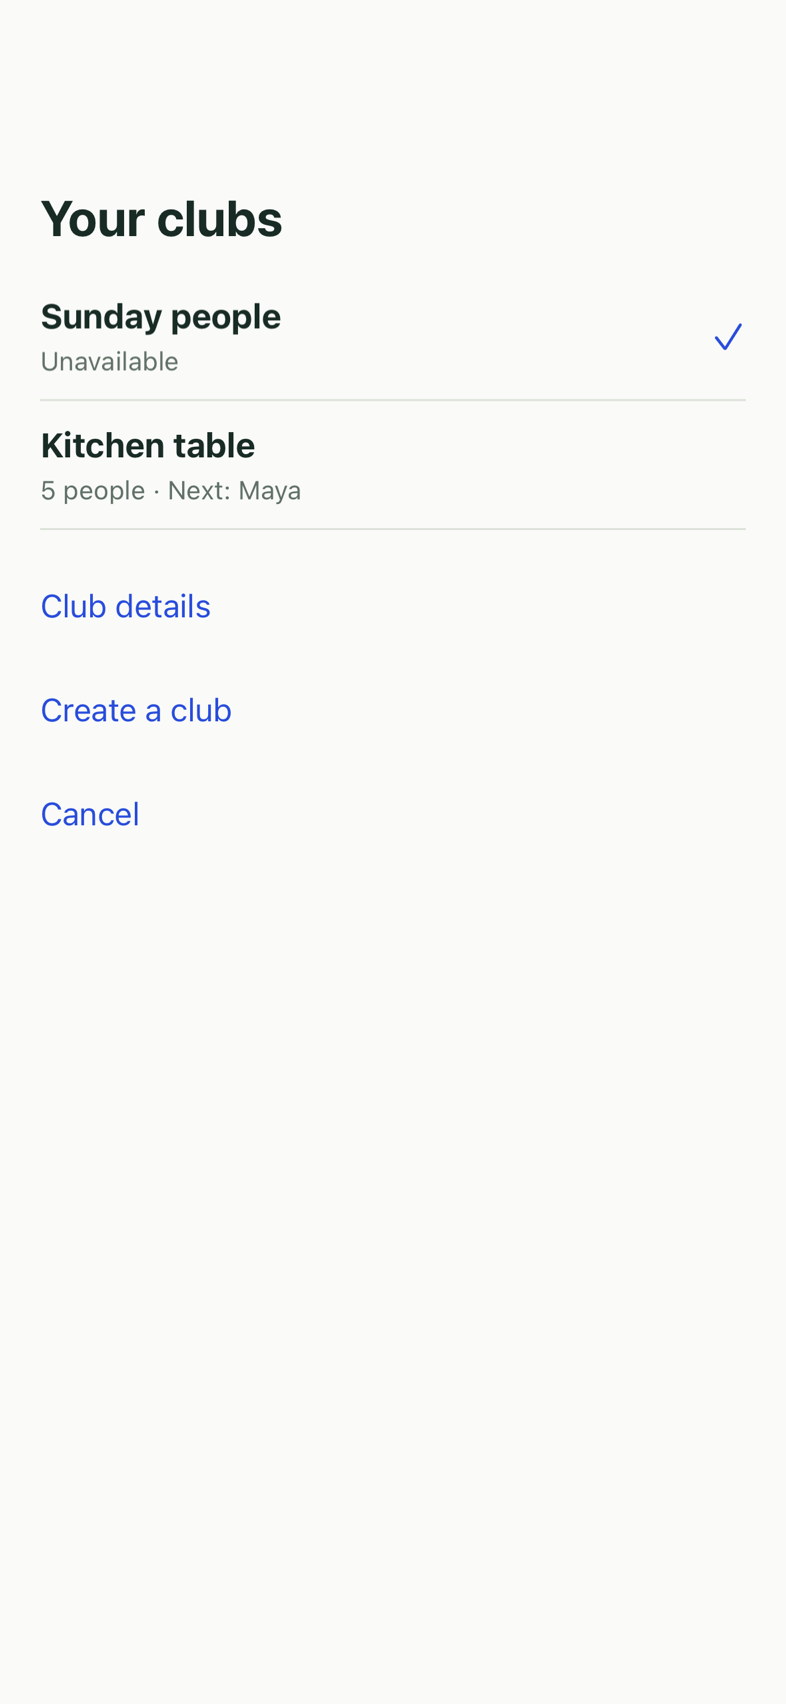 Your clubs
Sunday people
Unavailable
Kitchen table
5 people · Next: Maya
Club details
Create a club
Cancel